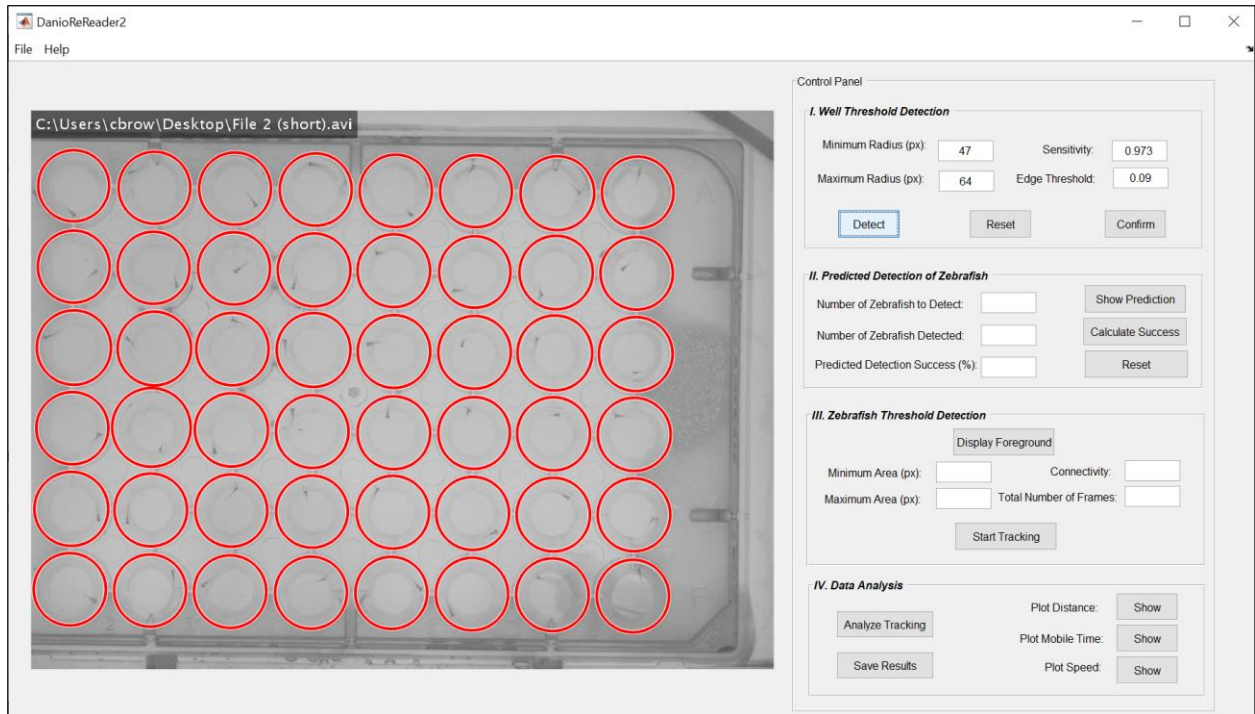 DanioReReader2
File Help
C:\Users\cbrow\Desktop\File 2 (short).avi
Control Panel
I. Well Threshold Detection
Minimum Radius (px): 47 Sensitivity: 0.973
Maximum Radius (px): 64 Edge Threshold: 0.09
Detect Reset Confirm
II. Predicted Detection of Zebrafish
Number of Zebrafish to Detect: Show Prediction
Number of Zebrafish Detected: Calculate Success
Predicted Detection Success (%): Reset
III. Zebrafish Threshold Detection
Display Foreground
Minimum Area (px): Connectivity:
Maximum Area (px): Total Number of Frames:
Start Tracking
IV. Data Analysis
Plot Distance: Show
Analyze Tracking
Plot Mobile Time: Show
Save Results Plot Speed: Show